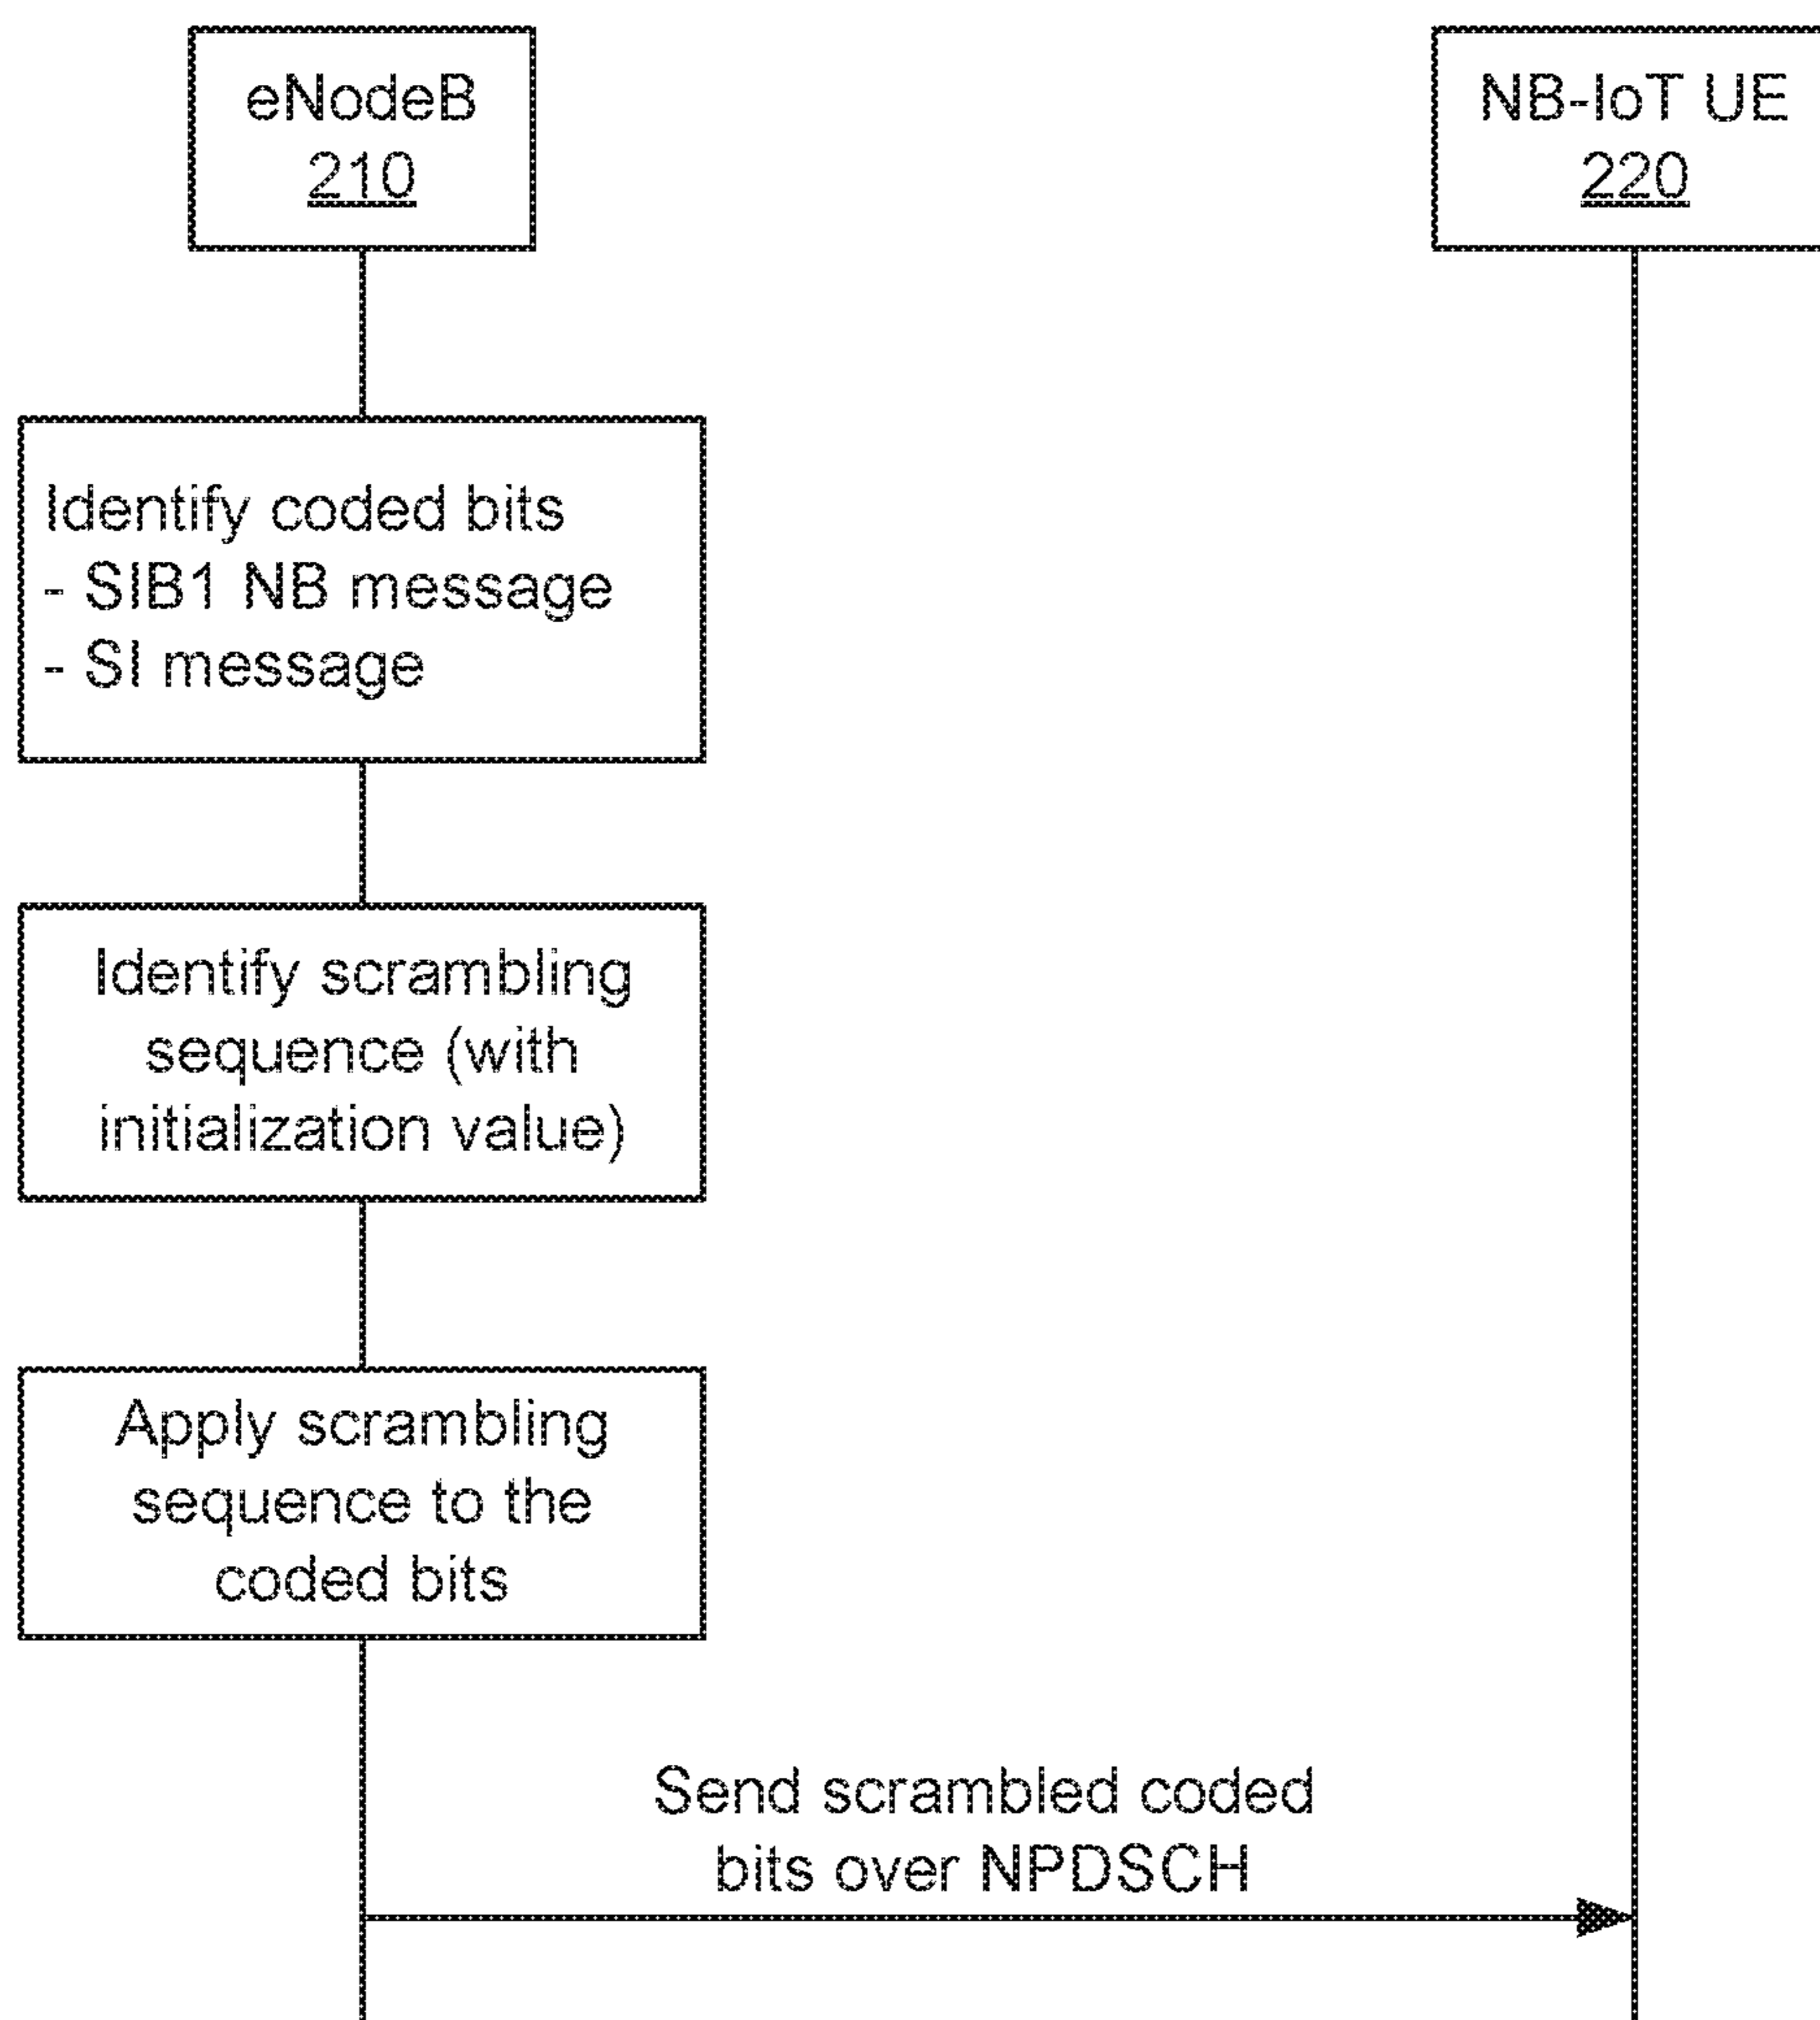 eNodeB
210
NB-IoT UE
220
Identify coded bits
- SIB1 NB message
- SI message
Identify scrambling
sequence (with
initialization value)
Apply scrambling
sequence to the
coded bits
Send scrambled coded
bits over NPDSCH